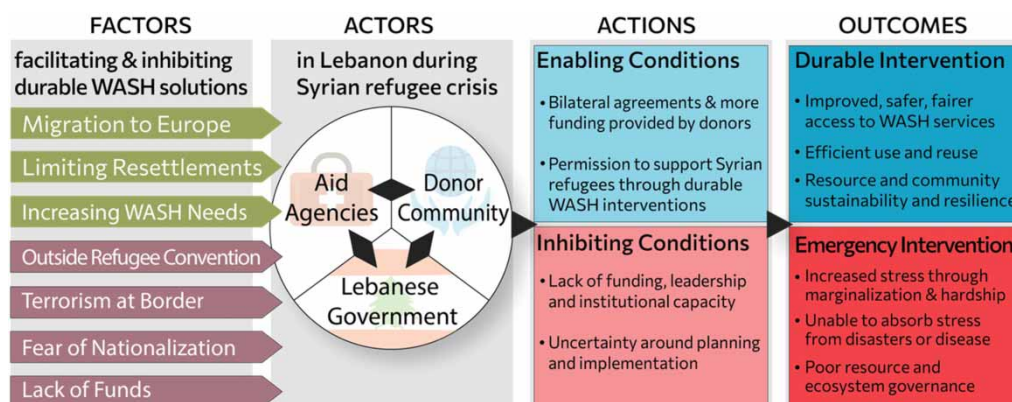 FACTORS
facilitating & inhibiting
durable WASH solutions
Migration to Europe
Limiting Resettlements
Increasing WASH Needs
Outside Refugee Convention
Terrorism at Border
Fear of Nationalization
Lack of Funds
ACTORS
in Lebanon during
Syrian refugee crisis
Aid
Agencies
Donor
Community
Lebanese
Government
ACTIONS
Enabling Conditions
• Bilateral agreements & more
funding provided by donors
• Permission to support Syrian
refugees through durable
WASH interventions
Inhibiting Conditions
• Lack of funding, leadership
and institutional capacity
• Uncertainty around planning
and implementation
OUTCOMES
Durable Intervention
• Improved, safer, fairer
access to WASH services
• Efficient use and reuse
• Resource and community
sustainability and resilience
Emergency Intervention
• Increased stress through
marginalization & hardship
• Unable to absorb stress
from disasters or disease
• Poor resource and
ecosystem governance